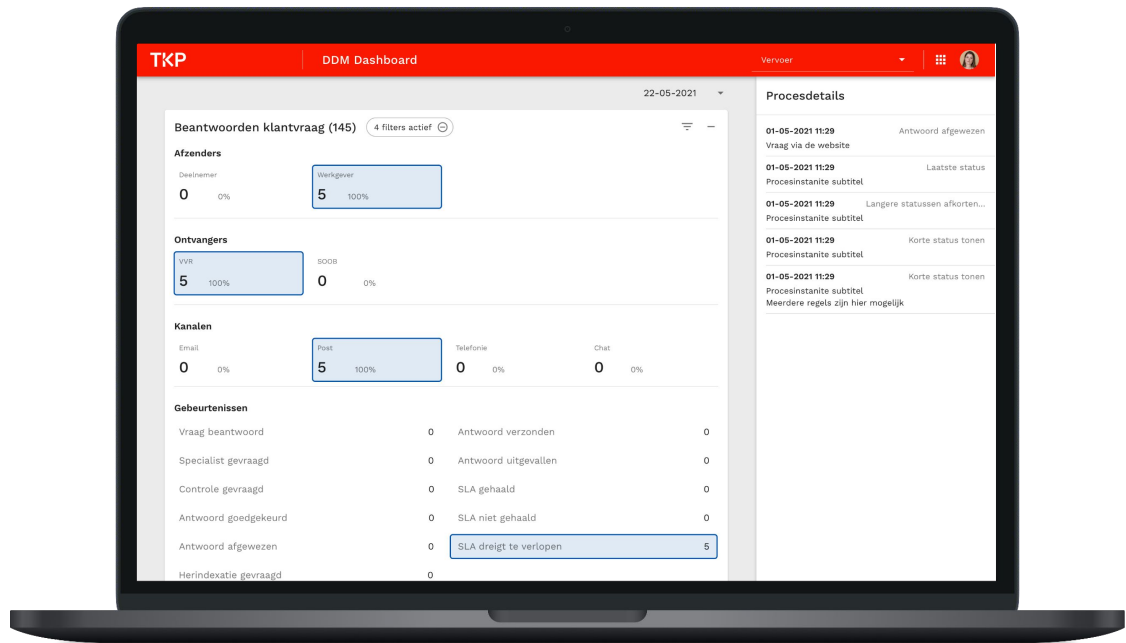 TKP
DDM Dashboard
Vervoer
22-05-2021
Beantwoorden klantvraag (145)
4 filters actief
Afzenders
Deelnemer
0 0%
Werkgever
5 100%
Ontvangers
VVR
5 100%
SOOB
0 0%
Kanalen
Email
0 0%
Post
5 100%
Telefonie
0 0%
Chat
0 0%
Gebeurtenissen
Vraag beantwoord 0
Antwoord verzonden 0
Specialist gevraagd 0
Antwoord uitgevallen 0
Controle gevraagd 0
SLA gehaald 0
Antwoord goedgekeurd 0
SLA niet gehaald 0
Antwoord afgewezen 0
SLA dreigt te verlopen 5
Herindexatie gevraagd 0
Procesdetails
01-05-2021 11:29 Antwoord afgewezen
Vraag via de website
01-05-2021 11:29 Laatste status
Procesinstanite subtitel
01-05-2021 11:29 Langere statussen afkorten...
Procesinstanite subtitel
01-05-2021 11:29 Korte status tonen
Procesinstanite subtitel
01-05-2021 11:29 Korte status tonen
Procesinstanite subtitel
Meerdere regels zijn hier mogelijk